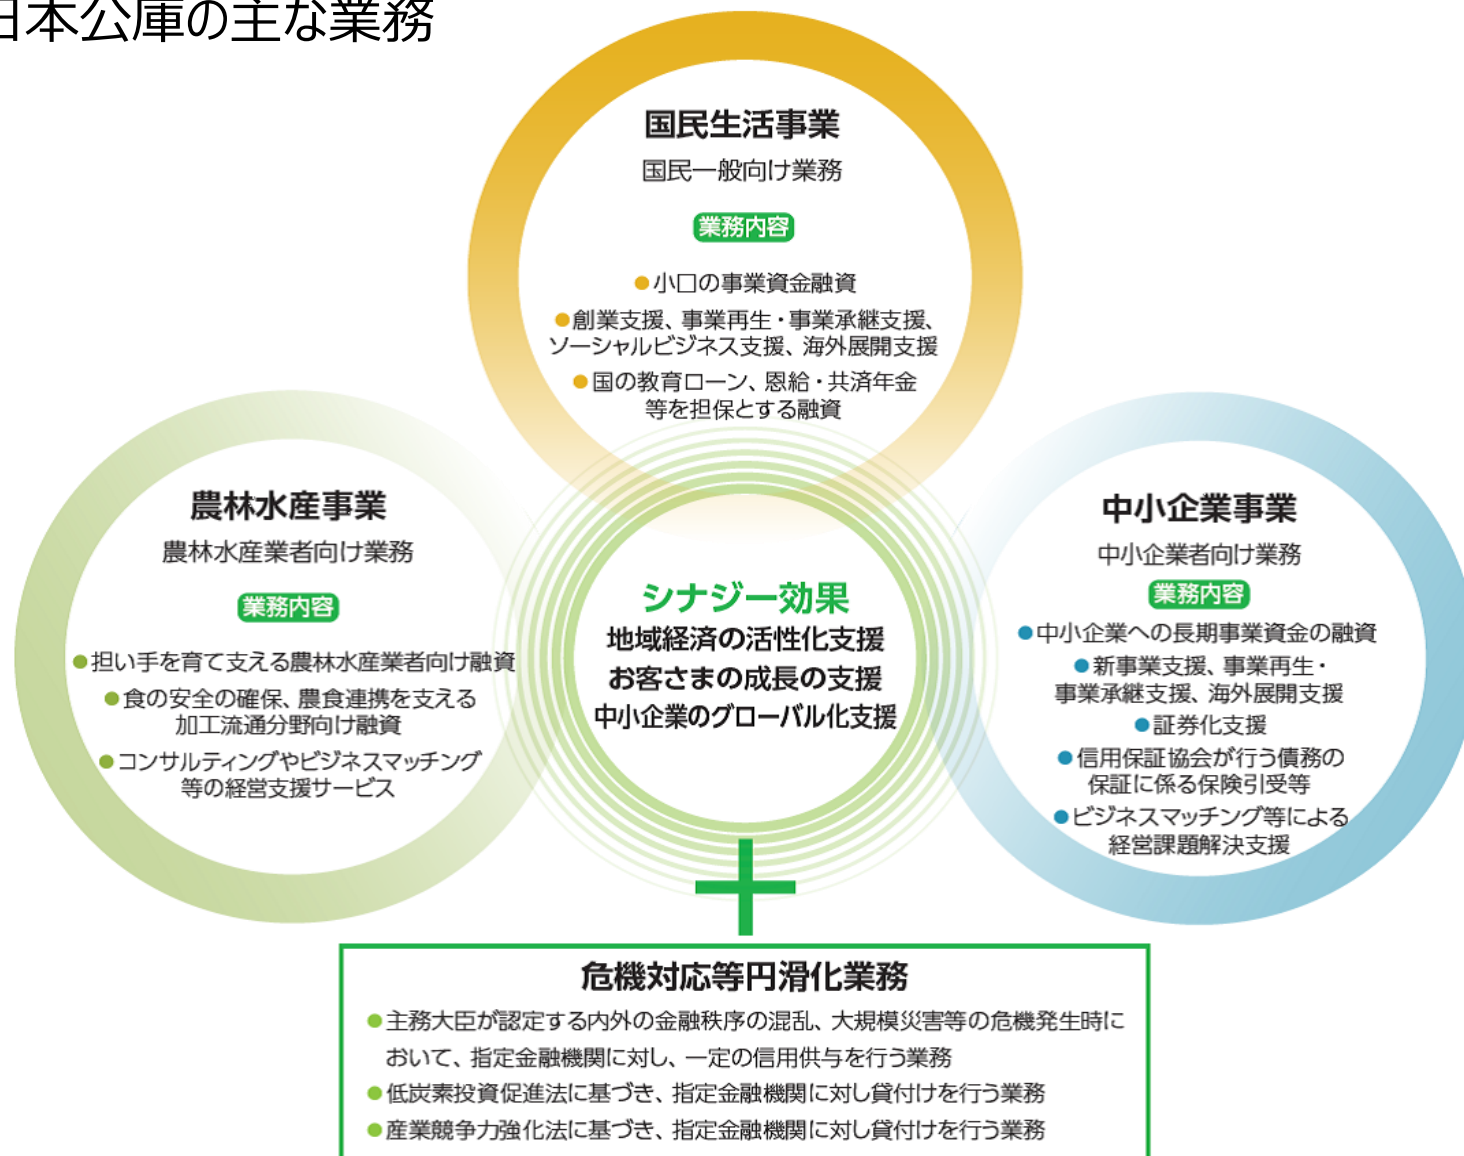 日本公庫の主な業務
国民生活事業
国民一般向け業務
業務内容
●小口の事業資金融資
●創業支援、事業再生・事業承継支援、
ソーシャルビジネス支援、海外展開支援
●国の教育ローン、恩給・共済年金
等を担保とする融資
農林水産事業
農林水産業者向け業務
業務内容
●担い手を育て支える農林水産業者向け融資
●食の安全の確保、農食連携を支える
加工流通分野向け融資
●コンサルティングやビジネスマッチング
等の経営支援サービス
シナジー効果
地域経済の活性化支援
お客さまの成長の支援
中小企業のグローバル化支援
中小企業事業
中小企業者向け業務
業務内容
●中小企業への長期事業資金の融資
●新事業支援、事業再生・
事業承継支援、海外展開支援
●証券化支援
●信用保証協会が行う債務の
保証に係る保険引受等
●ビジネスマッチング等による
経営課題解決支援
危機対応等円滑化業務
●主務大臣が認定する内外の金融秩序の混乱、大規模災害等の危機発生時に
おいて、指定金融機関に対し、一定の信用供与を行う業務
●低炭素投資促進法に基づき、指定金融機関に対し貸付けを行う業務
●産業競争力強化法に基づき、指定金融機関に対し貸付けを行う業務